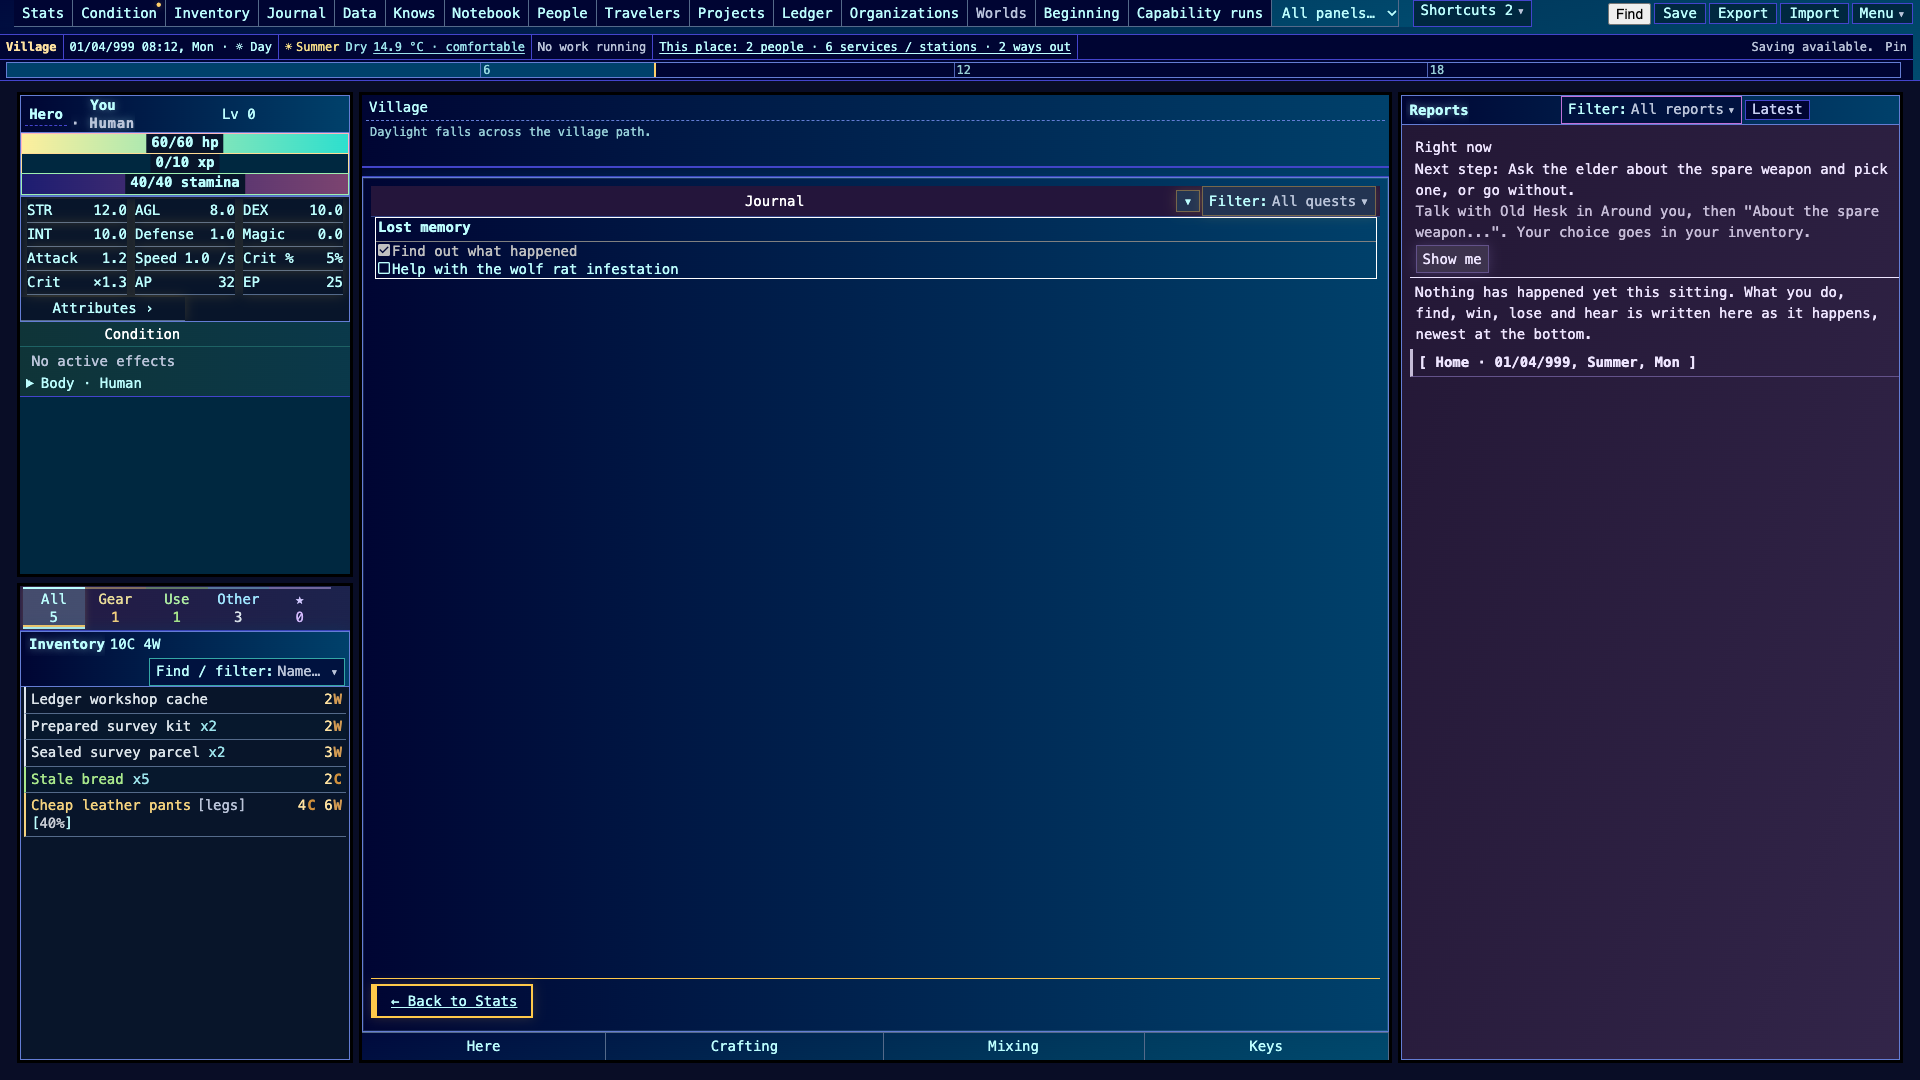 Stats Condition Inventory Journal Data Knows Notebook People Travelers Projects Ledger Organizations Worlds Beginning Capability runs All panels… Shortcuts 2 ▾ Find Save Export Import Menu ▾
Village 01/04/999 08:12, Mon · ☀ Day ☀ Summer Dry 14.9 °C · comfortable No work running This place: 2 people · 6 services / stations · 2 ways out Saving available. Pin
6 12 18
Hero · You Human Lv 0
60/60 hp
0/10 xp
40/40 stamina
STR 12.0 AGL 8.0 DEX 10.0
INT 10.0 Defense 1.0 Magic 0.0
Attack 1.2 Speed 1.0 /s Crit % 5%
Crit ×1.3 AP 32 EP 25
Attributes ›
Condition
No active effects
▶ Body · Human
All 5 Gear 1 Use 1 Other 3 ★ 0
Inventory 10C 4W
Find / filter: Name… ▾
Ledger workshop cache 2W
Prepared survey kit x2 2W
Sealed survey parcel x2 3W
Stale bread x5 2C
Cheap leather pants [legs] 4C 6W
[40%]
Village
Daylight falls across the village path.
Journal ▾ Filter: All quests ▾
Lost memory
☑Find out what happened
☐Help with the wolf rat infestation
← Back to Stats
Here Crafting Mixing Keys
Reports Filter: All reports ▾ Latest
Right now
Next step: Ask the elder about the spare weapon and pick
one, or go without.
Talk with Old Hesk in Around you, then "About the spare
weapon...". Your choice goes in your inventory.
Show me
Nothing has happened yet this sitting. What you do,
find, win, lose and hear is written here as it happens,
newest at the bottom.
[ Home · 01/04/999, Summer, Mon ]